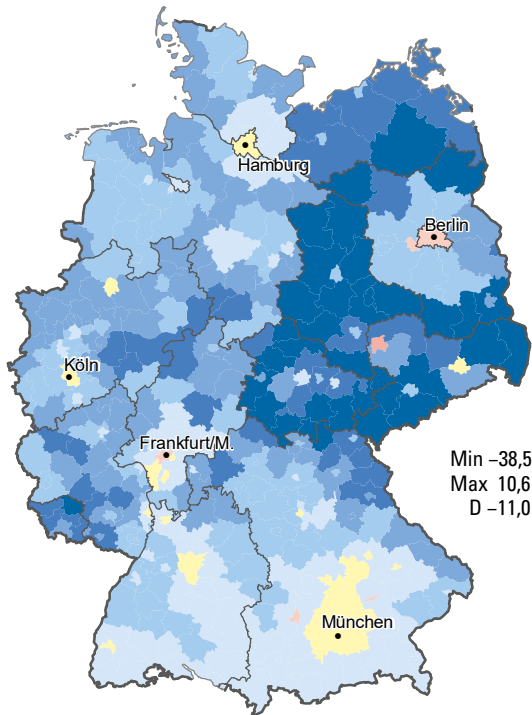 Hamburg
Berlin
Köln
Frankfurt/M.
Min –38,5
Max 10,6
D –11,0
München